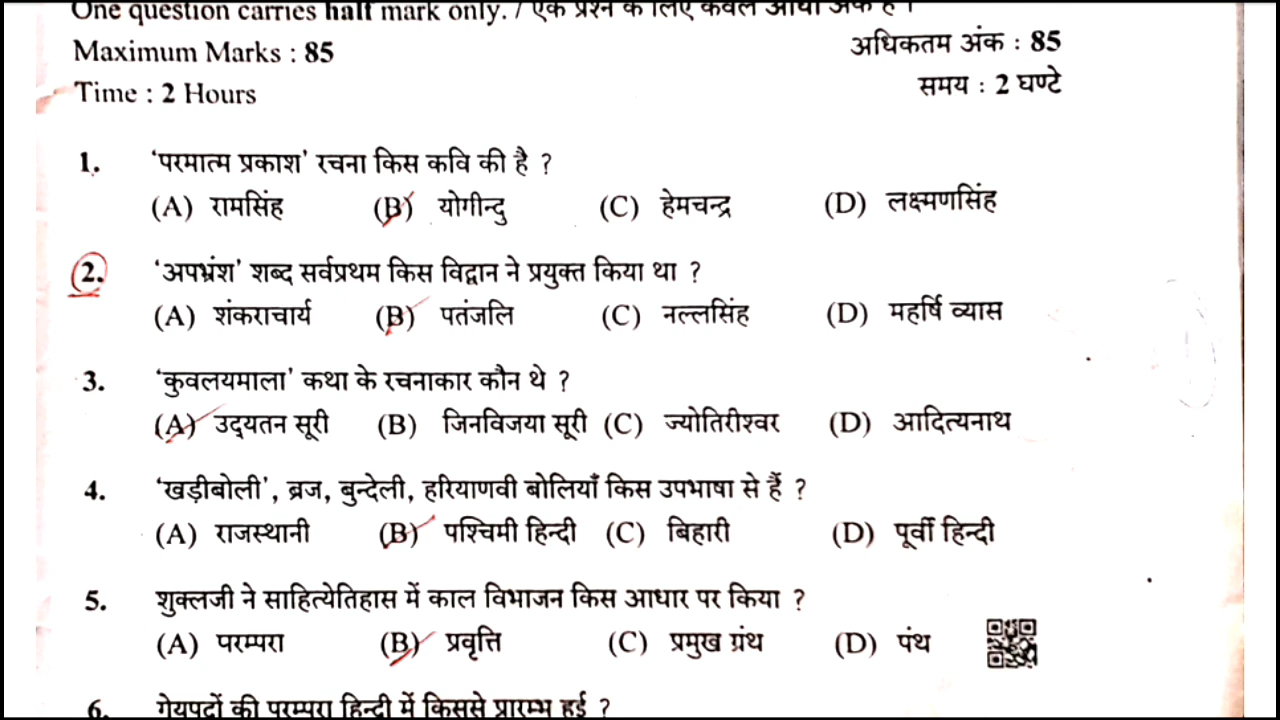 One question carries half mark only. / एक प्रश्न के लिए केवल आधा अंक है ।
Maximum Marks : 85 अधिकतम अंक : 85
Time : 2 Hours समय : 2 घण्टे
1. ‘परमात्म प्रकाश’ रचना किस कवि की है ?
(A) रामसिंह (B) योगीन्दु (C) हेमचन्द्र (D) लक्ष्मणसिंह
2. ‘अपभ्रंश’ शब्द सर्वप्रथम किस विद्वान ने प्रयुक्त किया था ?
(A) शंकराचार्य (B) पतंजलि (C) नल्लसिंह (D) महर्षि व्यास
3. ‘कुवलयमाला’ कथा के रचनाकार कौन थे ?
(A) उद्‌यतन सूरी (B) जिनविजया सूरी (C) ज्योतिरीश्वर (D) आदित्यनाथ
4. ‘खड़ीबोली’, ब्रज, बुन्देली, हरियाणवी बोलियाँ किस उपभाषा से हैं ?
(A) राजस्थानी (B) पश्चिमी हिन्दी (C) बिहारी (D) पूर्वी हिन्दी
5. शुक्लजी ने साहित्येतिहास में काल विभाजन किस आधार पर किया ?
(A) परम्परा (B) प्रवृत्ति (C) प्रमुख ग्रंथ (D) पंथ
6. गेयपदों की परम्परा हिन्दी में किससे प्रारम्भ हुई ?